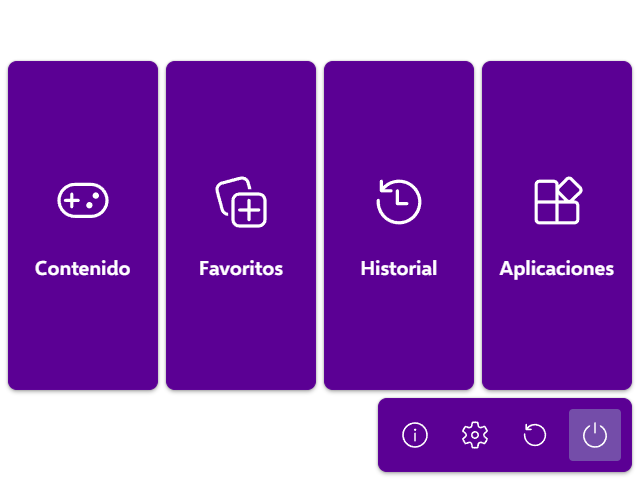 Contenido
Favoritos
Historial
Aplicaciones